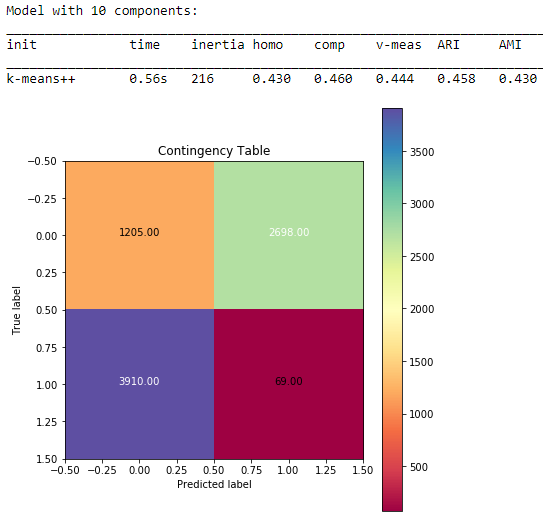 Model with 10 components:
init time inertia homo comp v-meas ARI AMI
k-means++ 0.56s 216 0.430 0.460 0.444 0.458 0.430
Contingency Table
−0.50
−0.25
0.00
0.25
0.50
0.75
1.00
1.25
1.50
True label
1205.00 2698.00
3910.00 69.00
−0.50 −0.25 0.00 0.25 0.50 0.75 1.00 1.25 1.50
Predicted label
3500
3000
2500
2000
1500
1000
500